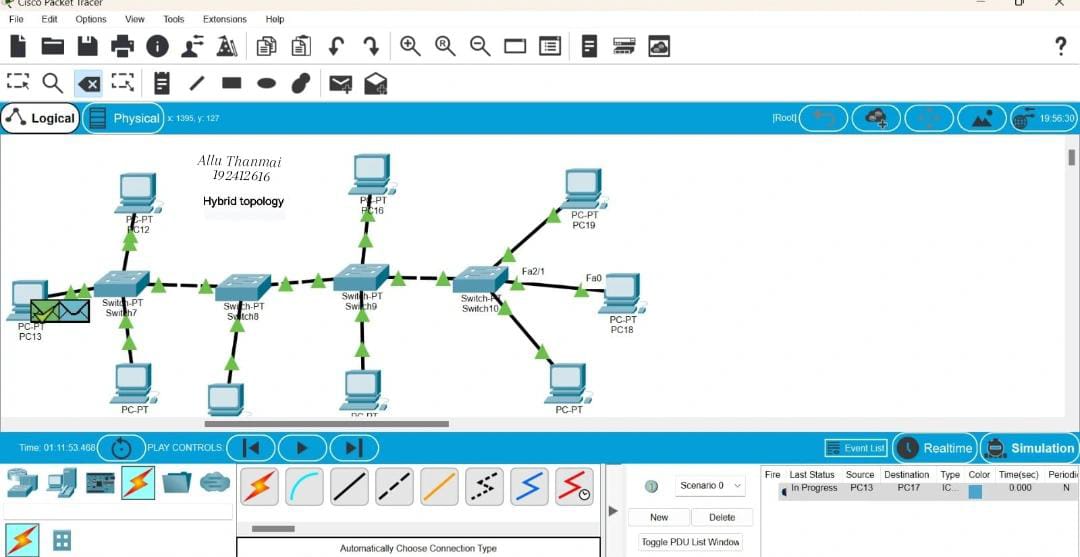 Cisco Packet Tracer
File Edit Options View Tools Extensions Help
Logical Physical x: 1395, y: 127 [Root] 19:56:30
Allu Thanmai
192412616
Hybrid topology
PC-PT
PC12
PC-PT
PC16
PC-PT
PC19
Fa2/1
Fa0
Switch-PT
Switch7
Switch-PT
Switch8
Switch-PT
Switch9
Switch-PT
Switch10
PC-PT
PC13
PC-PT
PC18
PC-PT
PC-PT
Time: 01:11:53.468 PLAY CONTROLS: Event List Realtime Simulation
Scenario 0
New Delete
Toggle PDU List Window
Fire Last Status Source Destination Type Color Time(sec) Periodi
In Progress PC13 PC17 IC... 0.000 N
Automatically Choose Connection Type